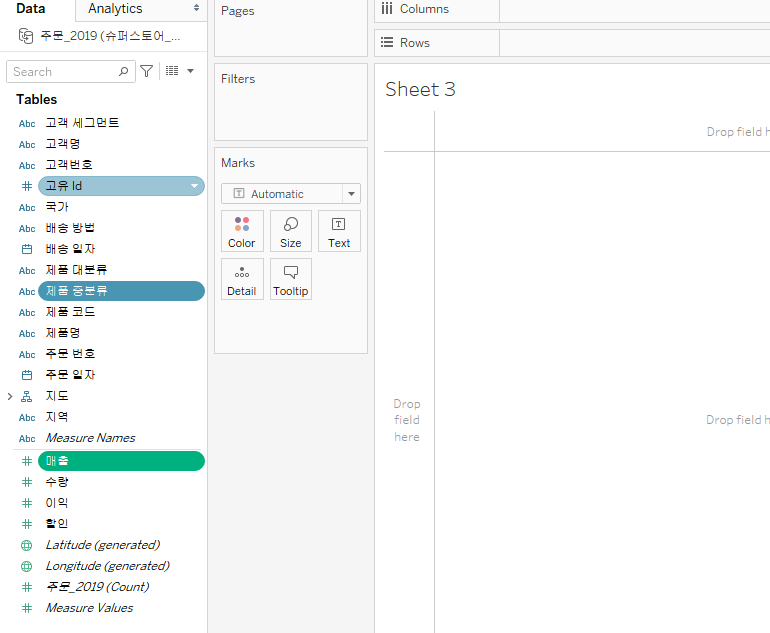 Data
Analytics
주문_2019 (슈퍼스토어_...
Search
Tables
Abc 고객 세그먼트
Abc 고객명
Abc 고객번호
고유 Id
Abc 국가
Abc 배송 방법
배송 일자
Abc 제품 대분류
Abc 제품 중분류
Abc 제품 코드
Abc 제품명
Abc 주문 번호
주문 일자
지도
Abc 지역
Abc Measure Names
매출
수량
이익
할인
Latitude (generated)
Longitude (generated)
주문_2019 (Count)
Measure Values
Pages
Filters
Marks
T Automatic
Color
Size
T
Text
Detail
Tooltip
Columns
Rows
Sheet 3
Drop field h
Drop
field
here
Drop field h